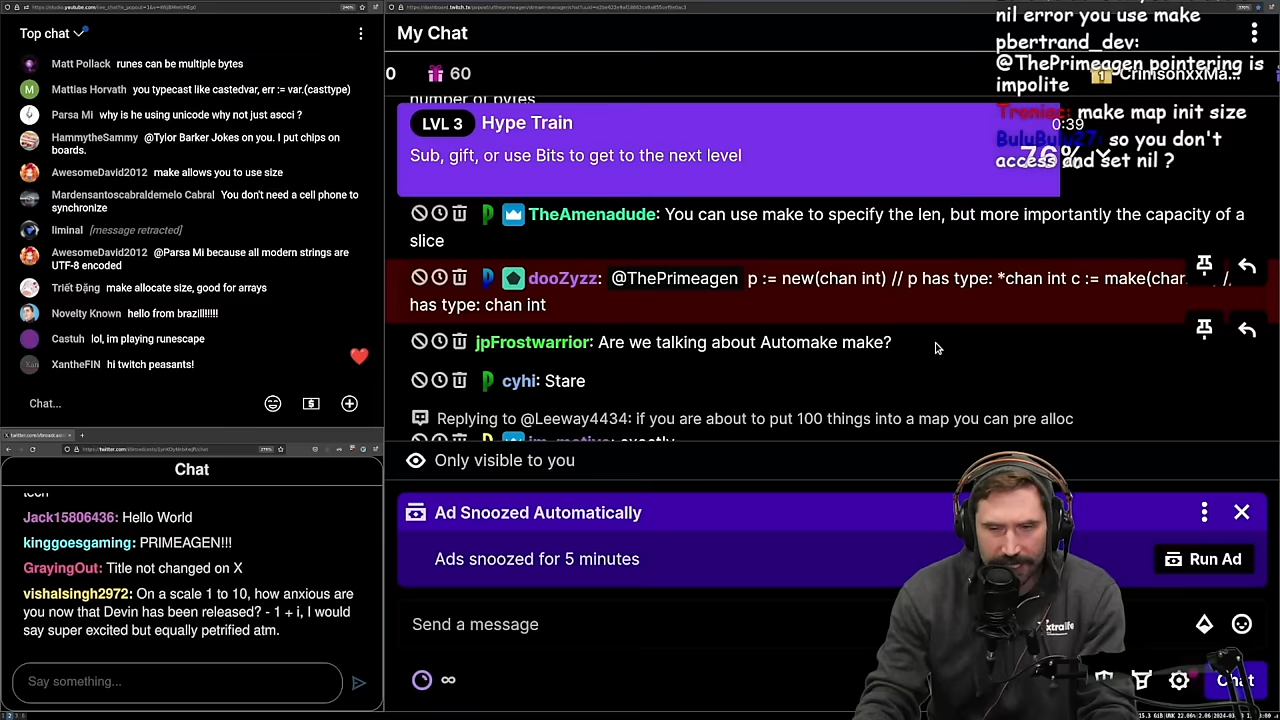 Top chat
Matt Pollack runes can be multiple bytes
Mattias Horvath you typecast like castedvar, err := var.(casttype)
Parsa Mi why is he using unicode why not just ascci ?
HammytheSammy @Tylor Barker Jokes on you. I put chips on
boards.
AwesomeDavid2012 make allows you to use size
Mardensantoscabraldemelo Cabral You don't need a cell phone to
synchronize
liminal [message retracted]
AwesomeDavid2012 @Parsa Mi because all modern strings are
UTF-8 encoded
Triết Đặng make allocate size, good for arrays
Novelty Known hello from brazil!!!!!!
Castuh lol, im playing runescape
XantheFIN hi twitch peasants!
Chat...
Chat
tech
Jack15806436: Hello World
kinggoesgaming: PRIMEAGEN!!!
GrayingOut: Title not changed on X
vishalsingh2972: On a scale 1 to 10, how anxious are
you now that Devin has been released? - 1 + i, I would
say super excited but equally petrified atm.
Say something...
My Chat
0 60
CrimsonxxMa...
number of bytes
LVL 3 Hype Train
0:39
Sub, gift, or use Bits to get to the next level
76%
TheAmenadude: You can use make to specify the len, but more importantly the capacity of a
slice
dooZyzz: @ThePrimeagen p := new(chan int) // p has type: *chan int c := make(chan
has type: chan int
jpFrostwarrior: Are we talking about Automake make?
cyhi: Stare
Replying to @Leeway4434: if you are about to put 100 things into a map you can pre alloc
exactly
Only visible to you
Ad Snoozed Automatically
Ads snoozed for 5 minutes
Run Ad
Send a message
Chat
nil error you use make
pbertrand_dev:
@ThePrimeagen pointering is
impolite
Troniac: make map init size
BuluBulu27: so you don't
access and set nil ?
extralife